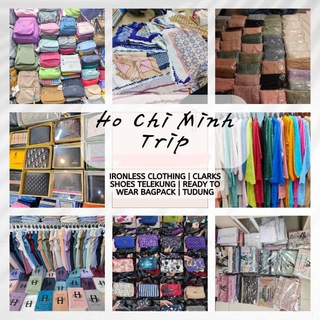 Ho Chi Minh
Trip
IRONLESS CLOTHING | CLARKS
SHOES TELEKUNG | READY TO
WEAR BAGPACK | TUDUNG